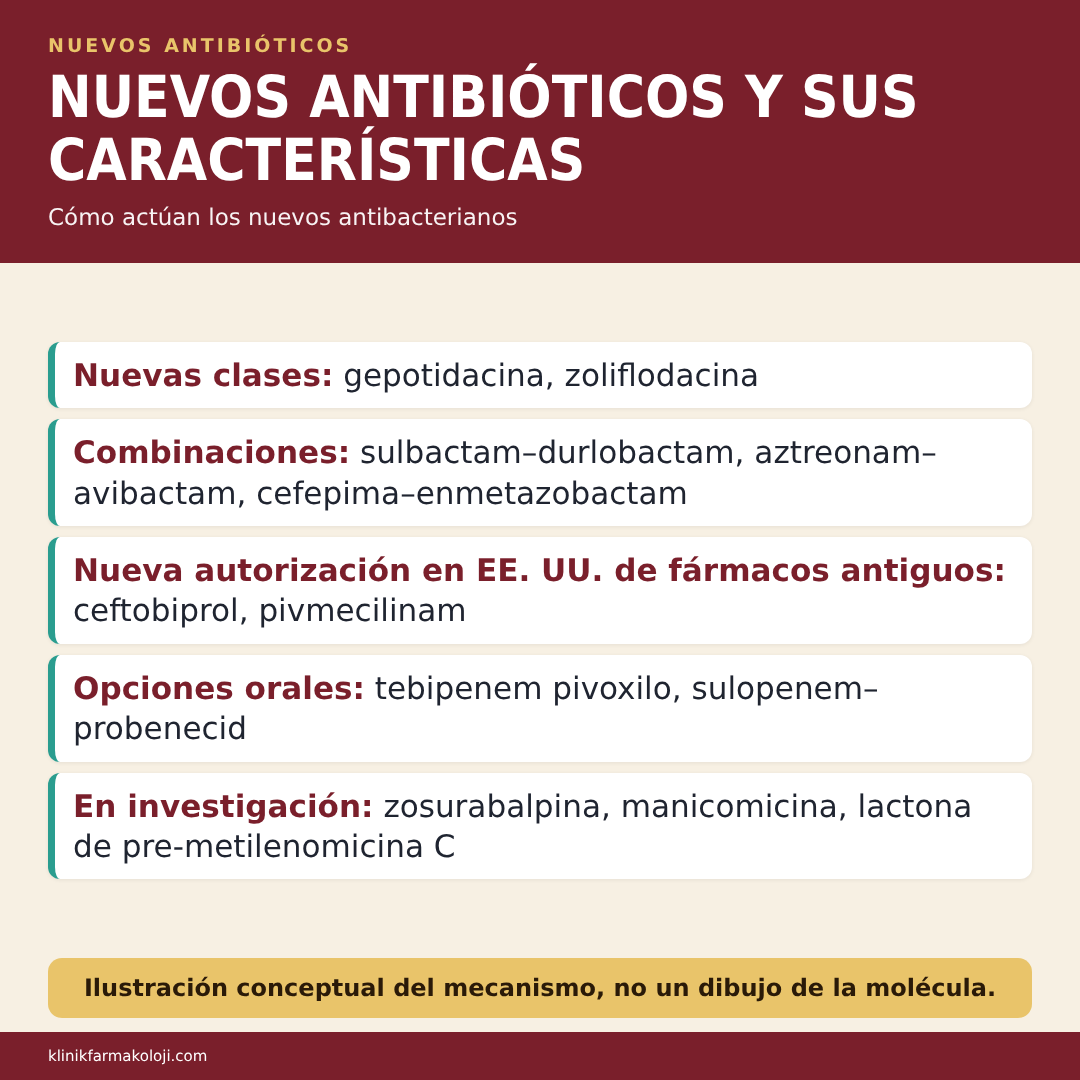 NUEVOS ANTIBIÓTICOS
NUEVOS ANTIBIÓTICOS Y SUS
CARACTERÍSTICAS
Cómo actúan los nuevos antibacterianos
Nuevas clases: gepotidacina, zoliflodacina
Combinaciones: sulbactam–durlobactam, aztreonam–
avibactam, cefepima–enmetazobactam
Nueva autorización en EE. UU. de fármacos antiguos:
ceftobiprol, pivmecilinam
Opciones orales: tebipenem pivoxilo, sulopenem–
probenecid
En investigación: zosurabalpina, manicomicina, lactona
de pre-metilenomicina C
Ilustración conceptual del mecanismo, no un dibujo de la molécula.
klinikfarmakoloji.com